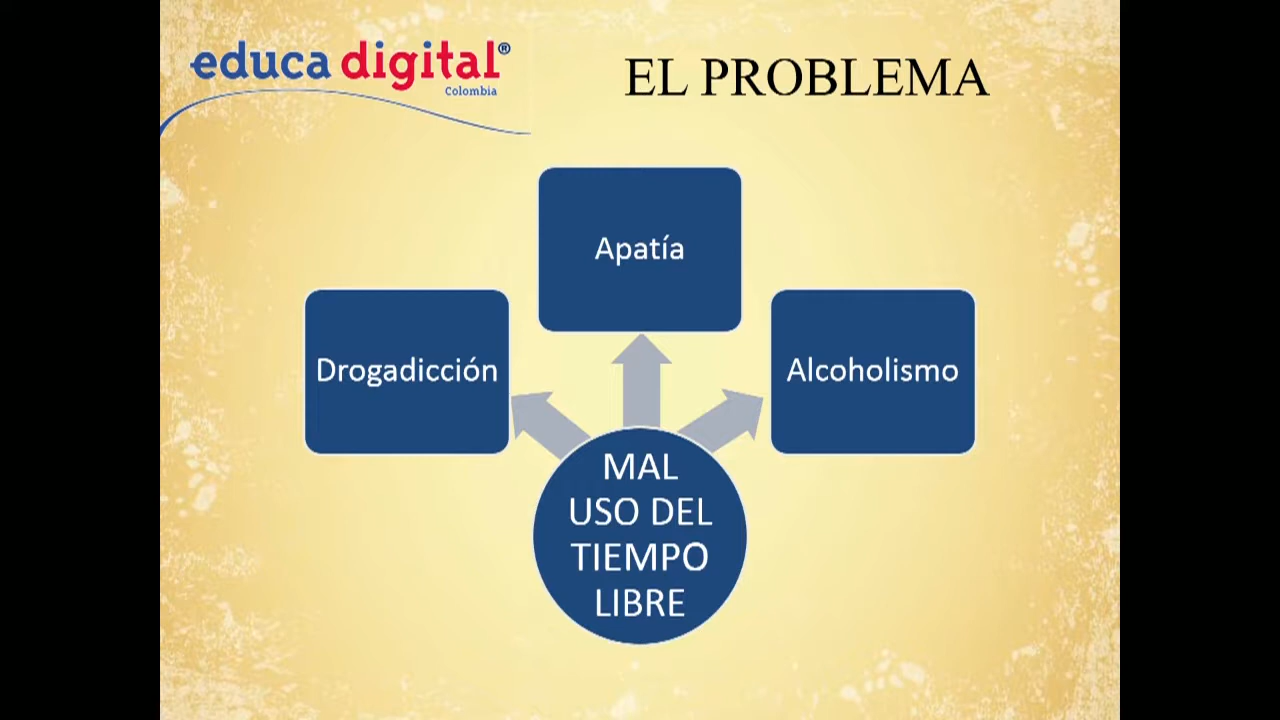 educa digital®
Colombia
EL PROBLEMA
Apatía
Drogadicción
Alcoholismo
MAL
USO DEL
TIEMPO
LIBRE